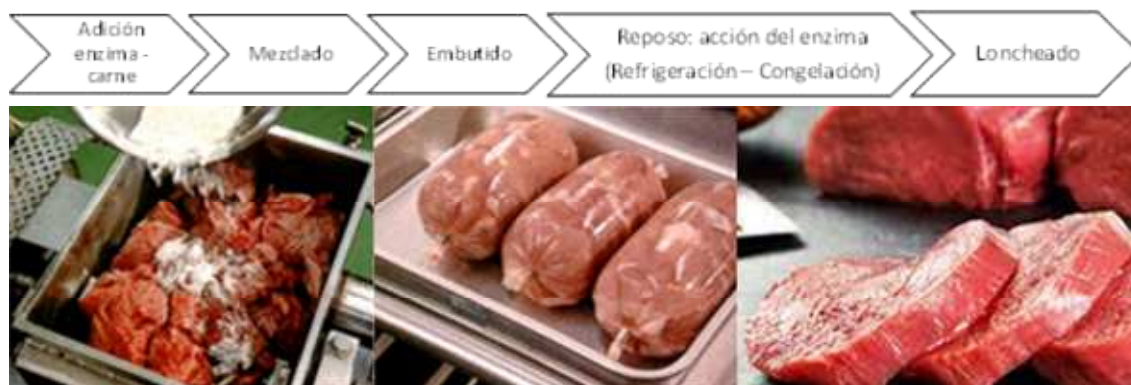 Adición
enzima -
carne
Mezclado
Embutido
Reposo: acción del enzima
(Refrigeración – Congelación)
Loncheado